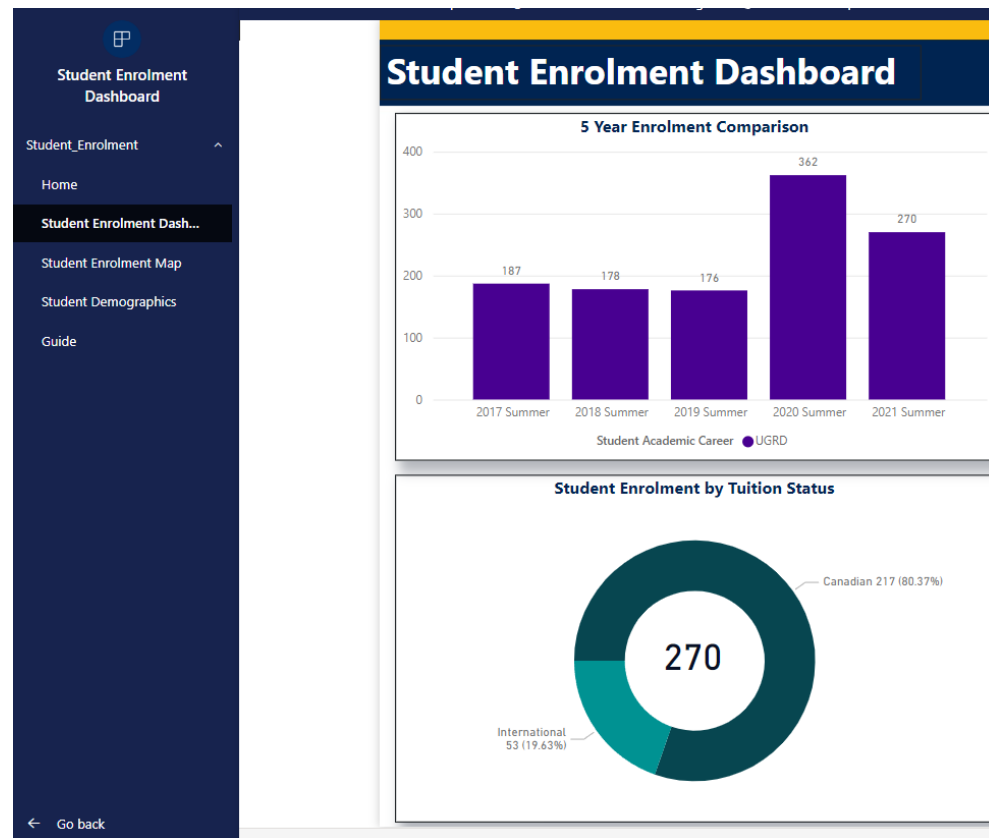 Student Enrolment
Dashboard
Student_Enrolment
Home
Student Enrolment Dash...
Student Enrolment Map
Student Demographics
Guide
Go back
Student Enrolment Dashboard
5 Year Enrolment Comparison
400
300
200
100
0
187
178
176
362
270
2017 Summer
2018 Summer
2019 Summer
2020 Summer
2021 Summer
Student Academic Career UGRD
Student Enrolment by Tuition Status
Canadian 217 (80.37%)
270
International
53 (19.63%)